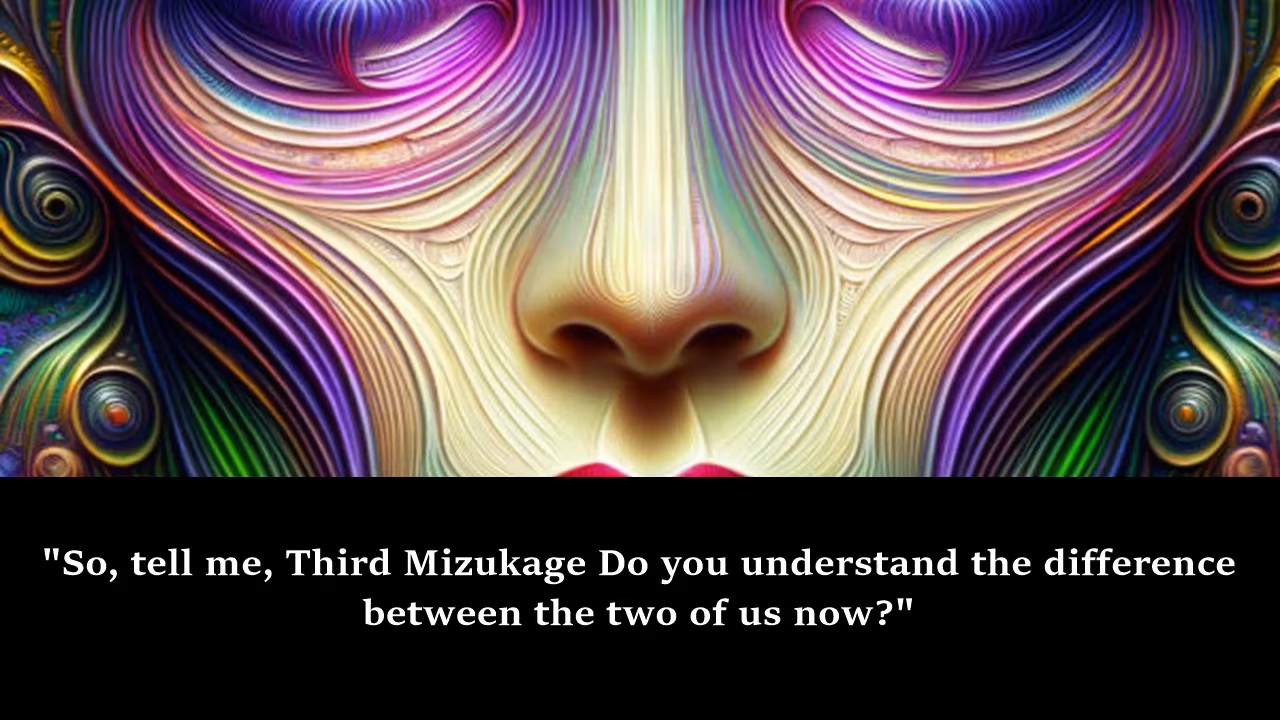 "So, tell me, Third Mizukage Do you understand the difference
between the two of us now?"